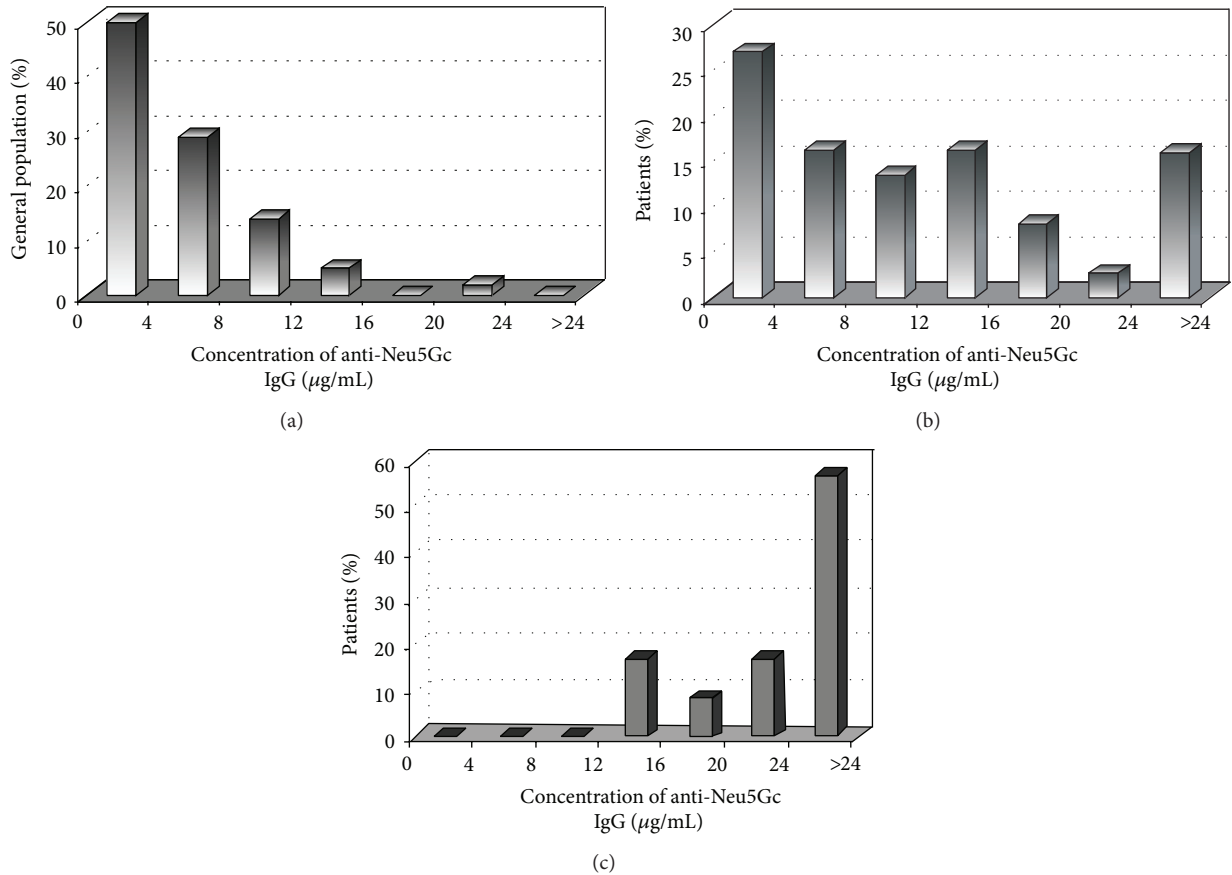 50
40
30
20
10
0
General population (%)
0 4 8 12 16 20 24 >24
Concentration of anti-Neu5Gc
IgG (μg/mL)
(a)
30
25
20
15
10
5
0
Patients (%)
0 4 8 12 16 20 24 >24
Concentration of anti-Neu5Gc
IgG (μg/mL)
(b)
60
50
40
30
20
10
0
Patients (%)
0 4 8 12 16 20 24 >24
Concentration of anti-Neu5Gc
IgG (μg/mL)
(c)